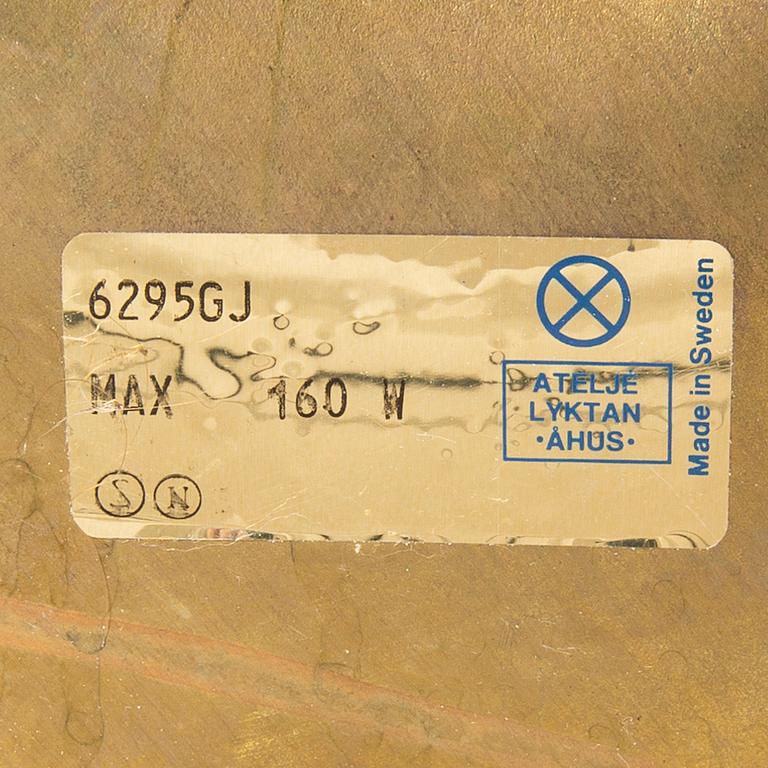 6295GJ
MAX 160 W
S N
ATELJÉ
LYKTAN
·ÅHUS·
Made in Sweden